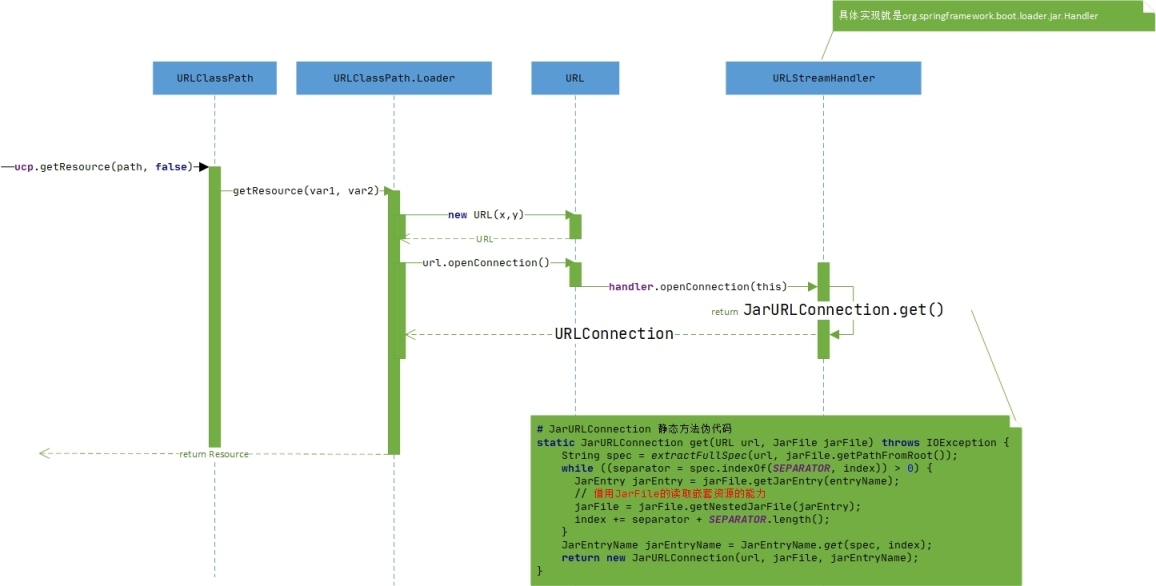 具体实现就是org.springframework.boot.loader.jar.Handler
URLClassPath
URLClassPath.Loader
URL
URLStreamHandler
ucp.getResource(path, false)
getResource(var1, var2)
new URL(x,y)
URL
url.openConnection()
handler.openConnection(this)
return JarURLConnection.get()
URLConnection
return Resource
# JarURLConnection 静态方法伪代码
static JarURLConnection get(URL url, JarFile jarFile) throws IOException {
String spec = extractFullSpec(url, jarFile.getPathFromRoot());
while ((separator = spec.indexOf(SEPARATOR, index)) > 0) {
JarEntry jarEntry = jarFile.getJarEntry(entryName);
// 借用JarFile的读取嵌套资源的能力
jarFile = jarFile.getNestedJarFile(jarEntry);
index += separator + SEPARATOR.length();
}
JarEntryName jarEntryName = JarEntryName.get(spec, index);
return new JarURLConnection(url, jarFile, jarEntryName);
}